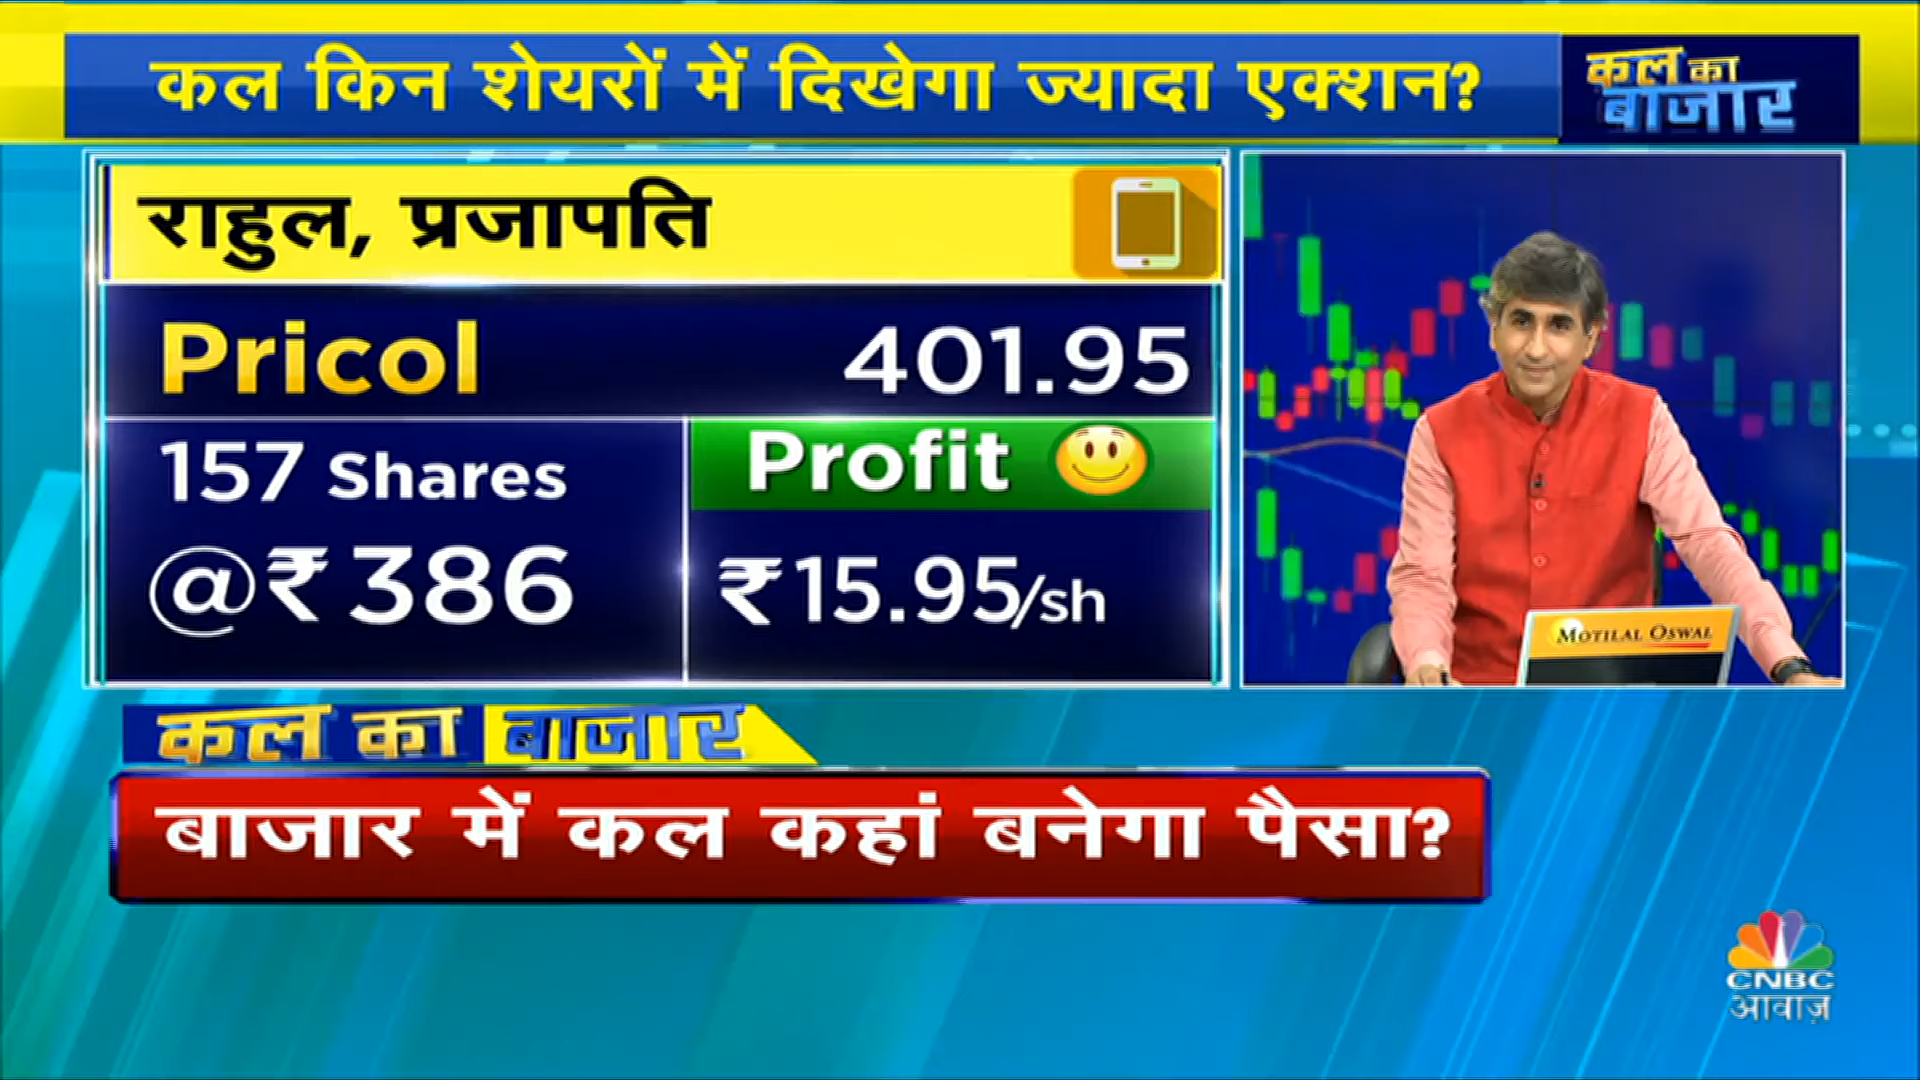 कल किन शेयरों में दिखेगा ज्यादा एक्शन?
कल का
बाजार
राहुल, प्रजापति
Pricol 401.95
157 Shares
@₹386
Profit
₹15.95/sh
MOTILAL OSWAL
कल का बाजार
बाजार में कल कहां बनेगा पैसा?
CNBC
आवाज़